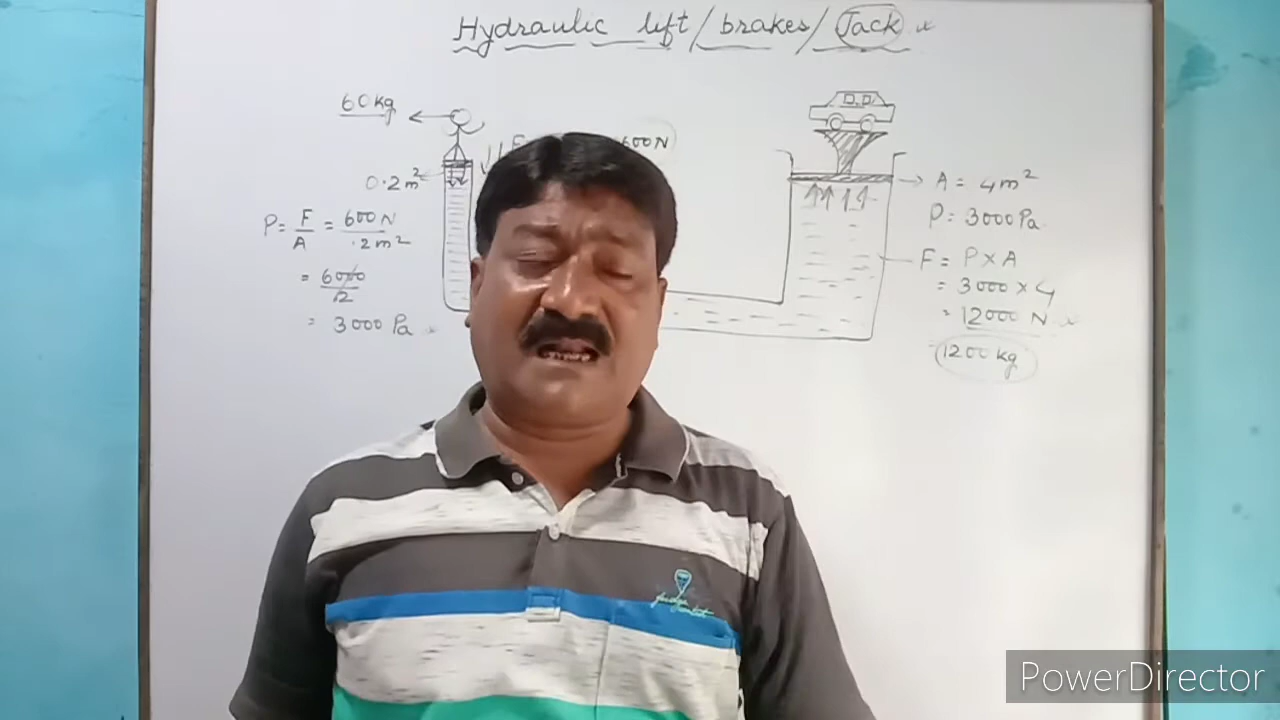 Hydraulic lift/brakes/Jack
60 kg
600 N
0.2 m²
P = F/A = 600 N/.2 m²
= 6000/2
= 3000 Pa
A = 4 m²
P = 3000 Pa
F = P × A
= 3000 × 4
= 12000 N
1200 kg
PowerDirector